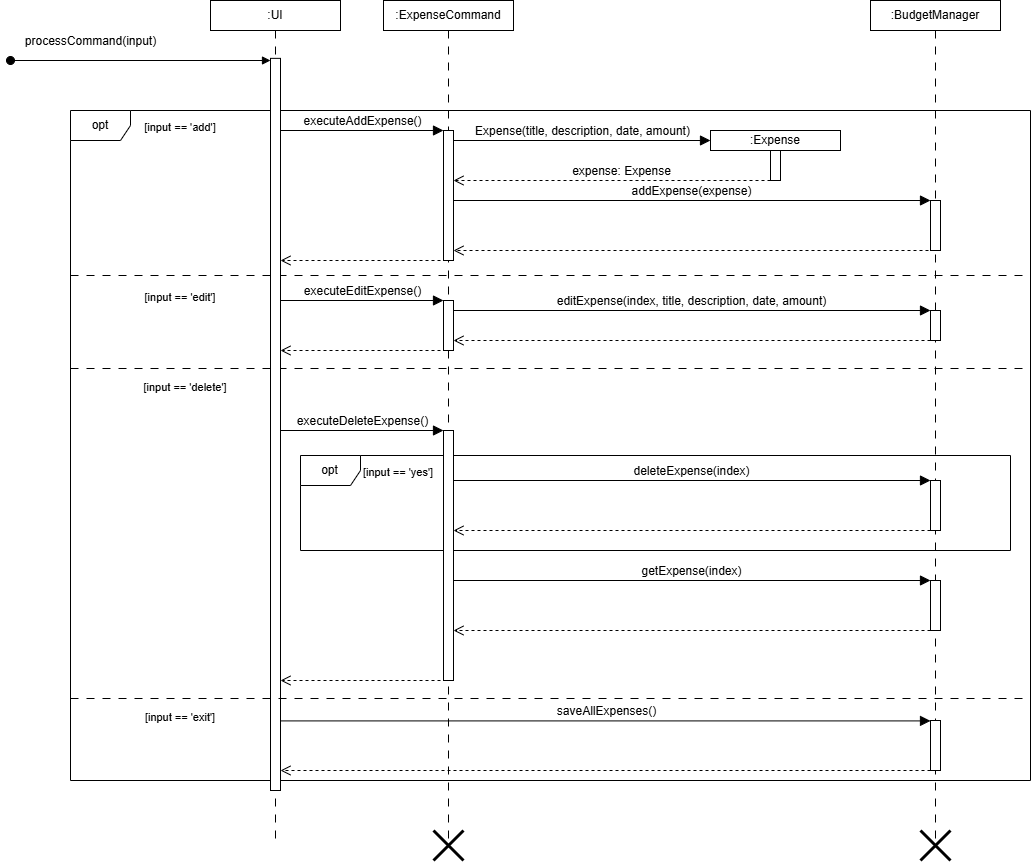 :UI
:ExpenseCommand
:BudgetManager
processCommand(input)
opt
[input == 'add']
executeAddExpense()
Expense(title, description, date, amount)
:Expense
expense: Expense
addExpense(expense)
[input == 'edit']
executeEditExpense()
editExpense(index, title, description, date, amount)
[input == 'delete']
executeDeleteExpense()
opt
[input == 'yes']
deleteExpense(index)
getExpense(index)
[input == 'exit']
saveAllExpenses()